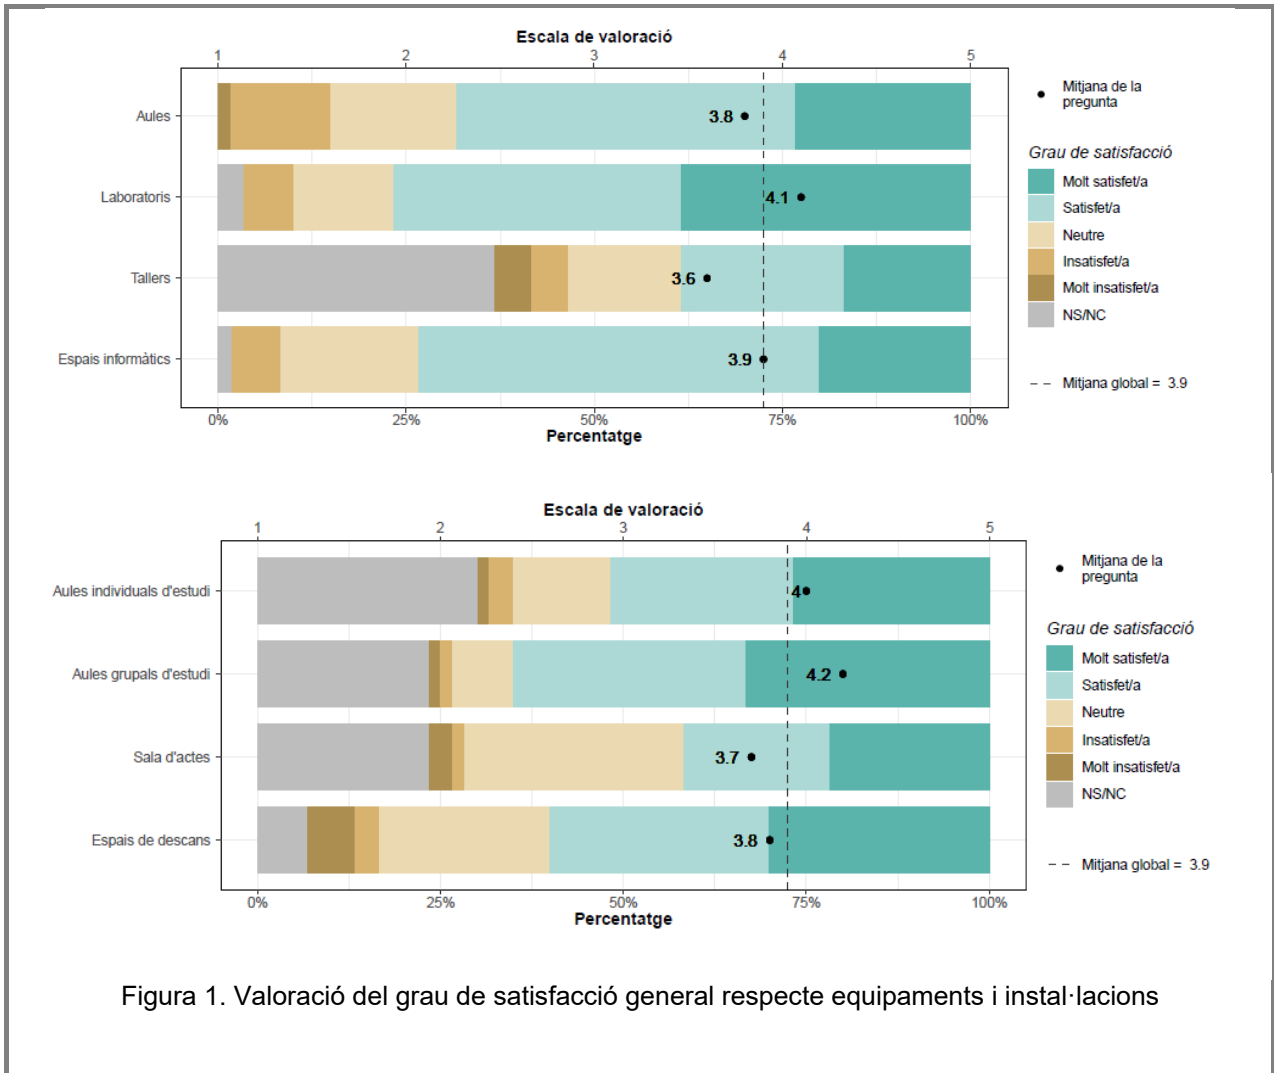 Escala de valoració
1 2 3 4 5
Aules
3.8
Laboratoris
4.1
Tallers
3.6
Espais informàtics
3.9
0% 25% 50% 75% 100%
Percentatge
Mitjana de la
pregunta
Grau de satisfacció
Molt satisfet/a
Satisfet/a
Neutre
Insatisfet/a
Molt insatisfet/a
NS/NC
Mitjana global = 3.9
Escala de valoració
1 2 3 4 5
Aules individuals d'estudi
4
Aules grupals d'estudi
4.2
Sala d'actes
3.7
Espais de descans
3.8
0% 25% 50% 75% 100%
Percentatge
Mitjana de la
pregunta
Grau de satisfacció
Molt satisfet/a
Satisfet/a
Neutre
Insatisfet/a
Molt insatisfet/a
NS/NC
Mitjana global = 3.9
Figura 1. Valoració del grau de satisfacció general respecte equipaments i instal·lacions